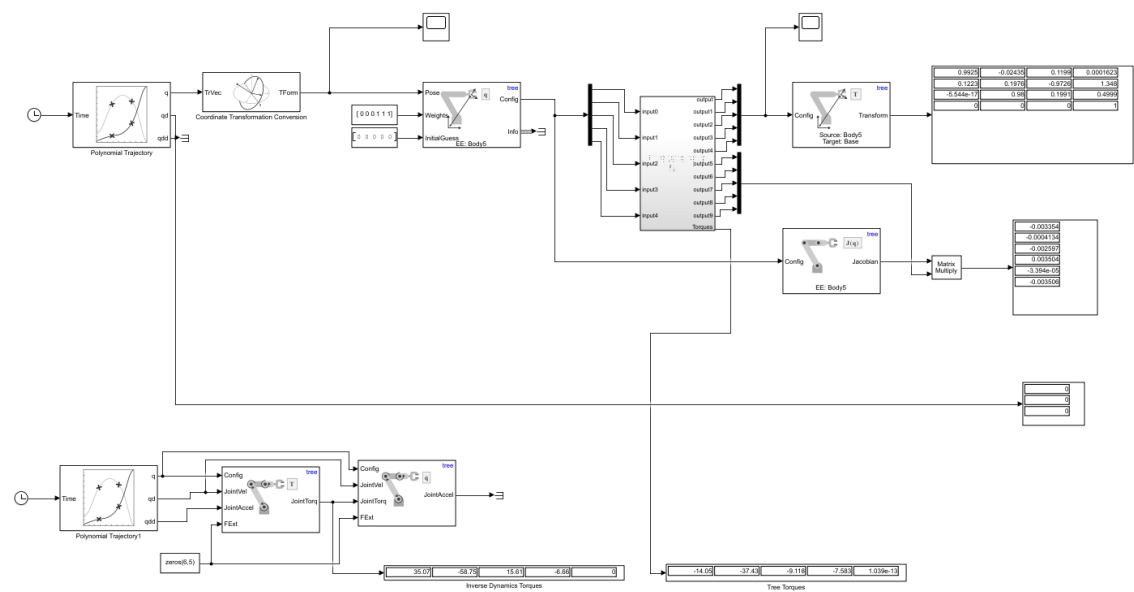 Time
q
qd
qdd
Polynomial Trajectory
TrVec
TForm
Coordinate Transformation Conversion
[0 0 0 1 1 1]
[0 0 0 0 0]
Pose
Weights
InitialGuess
tree
q
Config
Info
EE: Body5
input0
input1
input2
input3
input4
output
output1
output2
output3
output4
output5
output6
output7
output8
output9
Torques
tree
Config
T
Transform
Source: Body5
Target: Base
0.9925 -0.02435 0.1199 0.0001623
0.1223 0.1976 -0.9726 1.348
-5.544e-17 0.98 0.1991 0.4999
0 0 0 1
tree
Config
J(q)
Jacobian
EE: Body5
Matrix
Multiply
-0.003354
-0.0004134
-0.002597
0.003504
-3.394e-05
-0.003506
0
0
0
Time
q
qd
qdd
Polynomial Trajectory1
zeros(6,5)
tree
Config
JointVel
JointAccel
FExt
T
JointTorq
tree
Config
JointVel
JointTorq
FExt
q
JointAccel
35.07 -58.75 15.61 -6.66 0
Inverse Dynamics Torques
-14.05 -37.43 -9.118 -7.583 1.039e-13
Tree Torques